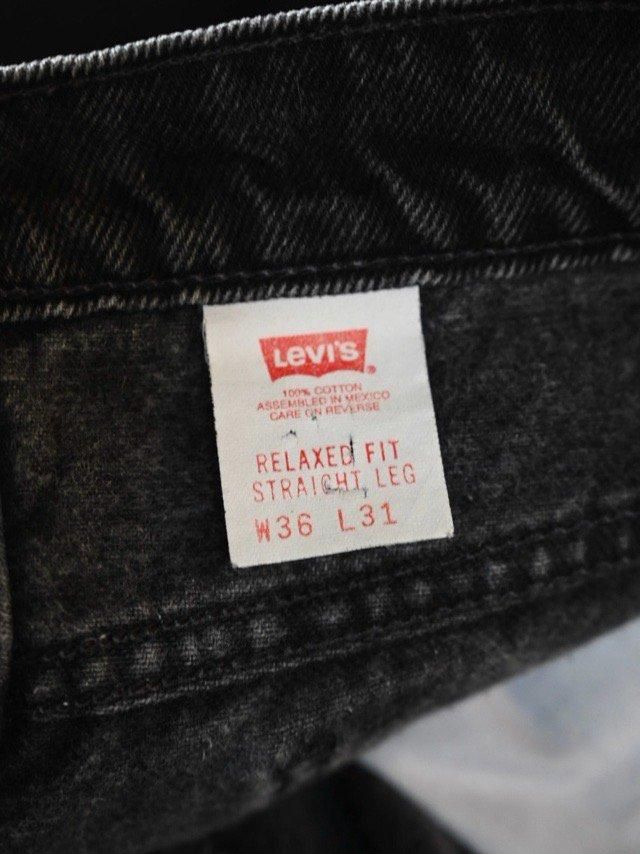 LEVI'S®
100% COTTON
ASSEMBLED IN MEXICO
CARE ON REVERSE
RELAXED FIT
STRAIGHT LEG
W36 L31